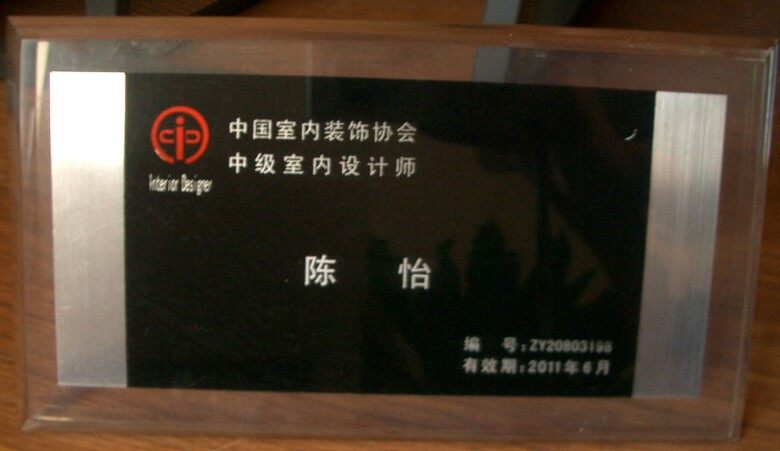 中国室内装饰协会
中级室内设计师
Interior Designer
陈 怡
编 号:ZY20803198
有效期:2011年6月